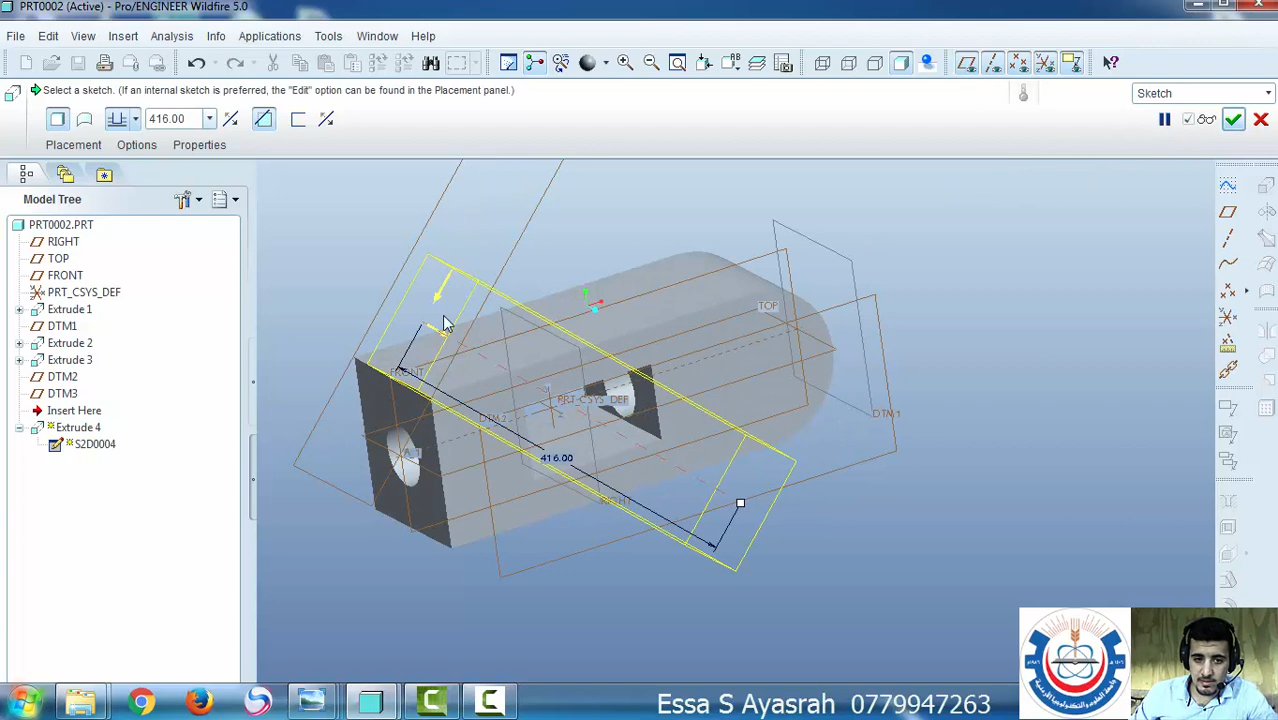 PRT0002 (Active) - Pro/ENGINEER Wildfire 5.0
File Edit View Insert Analysis Info Applications Tools Window Help
Select a sketch. (If an internal sketch is preferred, the "Edit" option can be found in the Placement panel.)
Sketch
416.00
Placement Options Properties
Model Tree
PRT0002.PRT
RIGHT
TOP
FRONT
PRT_CSYS_DEF
Extrude 1
DTM1
Extrude 2
Extrude 3
DTM2
DTM3
Insert Here
Extrude 4
S2D0004
TOP
FRONT
PRT_CSYS_DEF
DTM1
DTM2
416.00
RIGHT
Essa S Ayasrah 0779947263